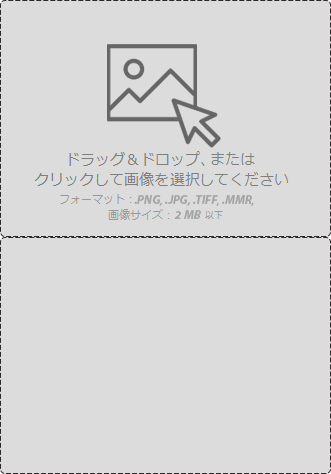 ドラッグ＆ドロップ、または
クリックして画像を選択してください
フォーマット : .PNG, .JPG, .TIFF, .MMR,
画像サイズ : 2 MB 以下